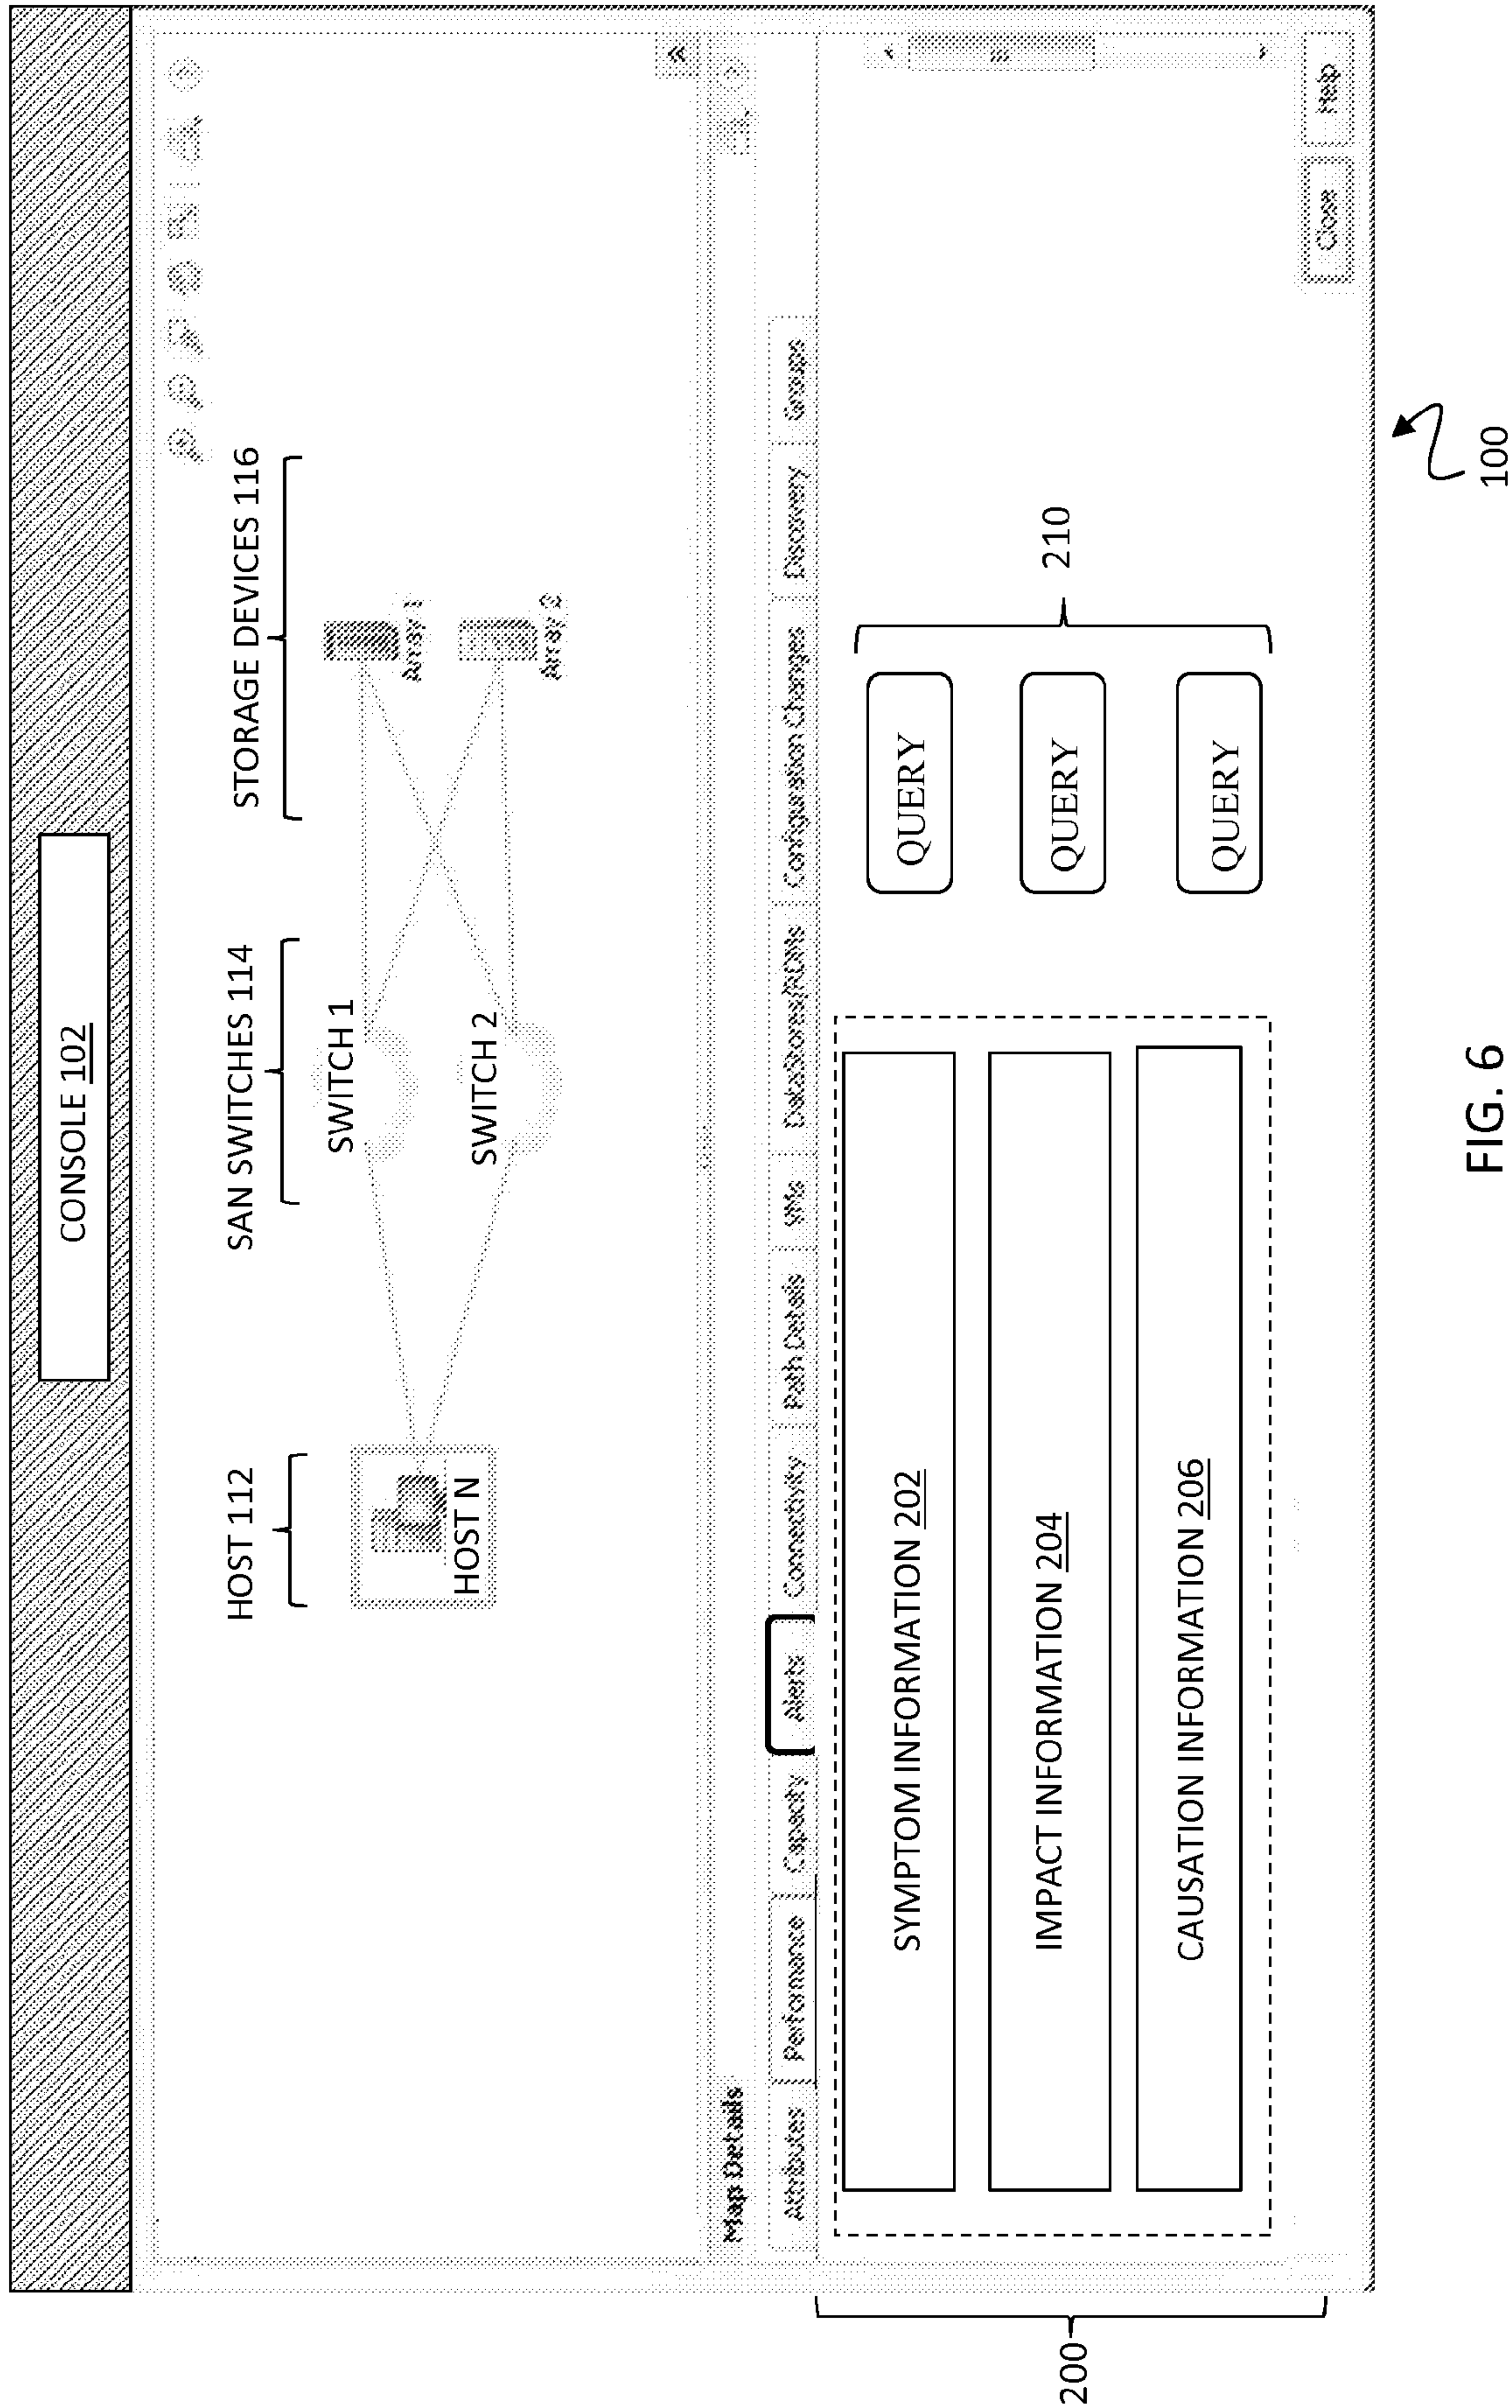 CONSOLE 102
HOST 112
SAN SWITCHES 114
STORAGE DEVICES 116
SWITCH 1
Array 1
HOST N
SWITCH 2
Array 2
Map Details
Attributes Performance Capacity Alerts Connectivity Path Details VMs DataStores/RDMs Configuration Changes Discovery Groups
200
SYMPTOM INFORMATION 202
QUERY
IMPACT INFORMATION 204
QUERY
210
CAUSATION INFORMATION 206
QUERY
Close Help
100
FIG. 6